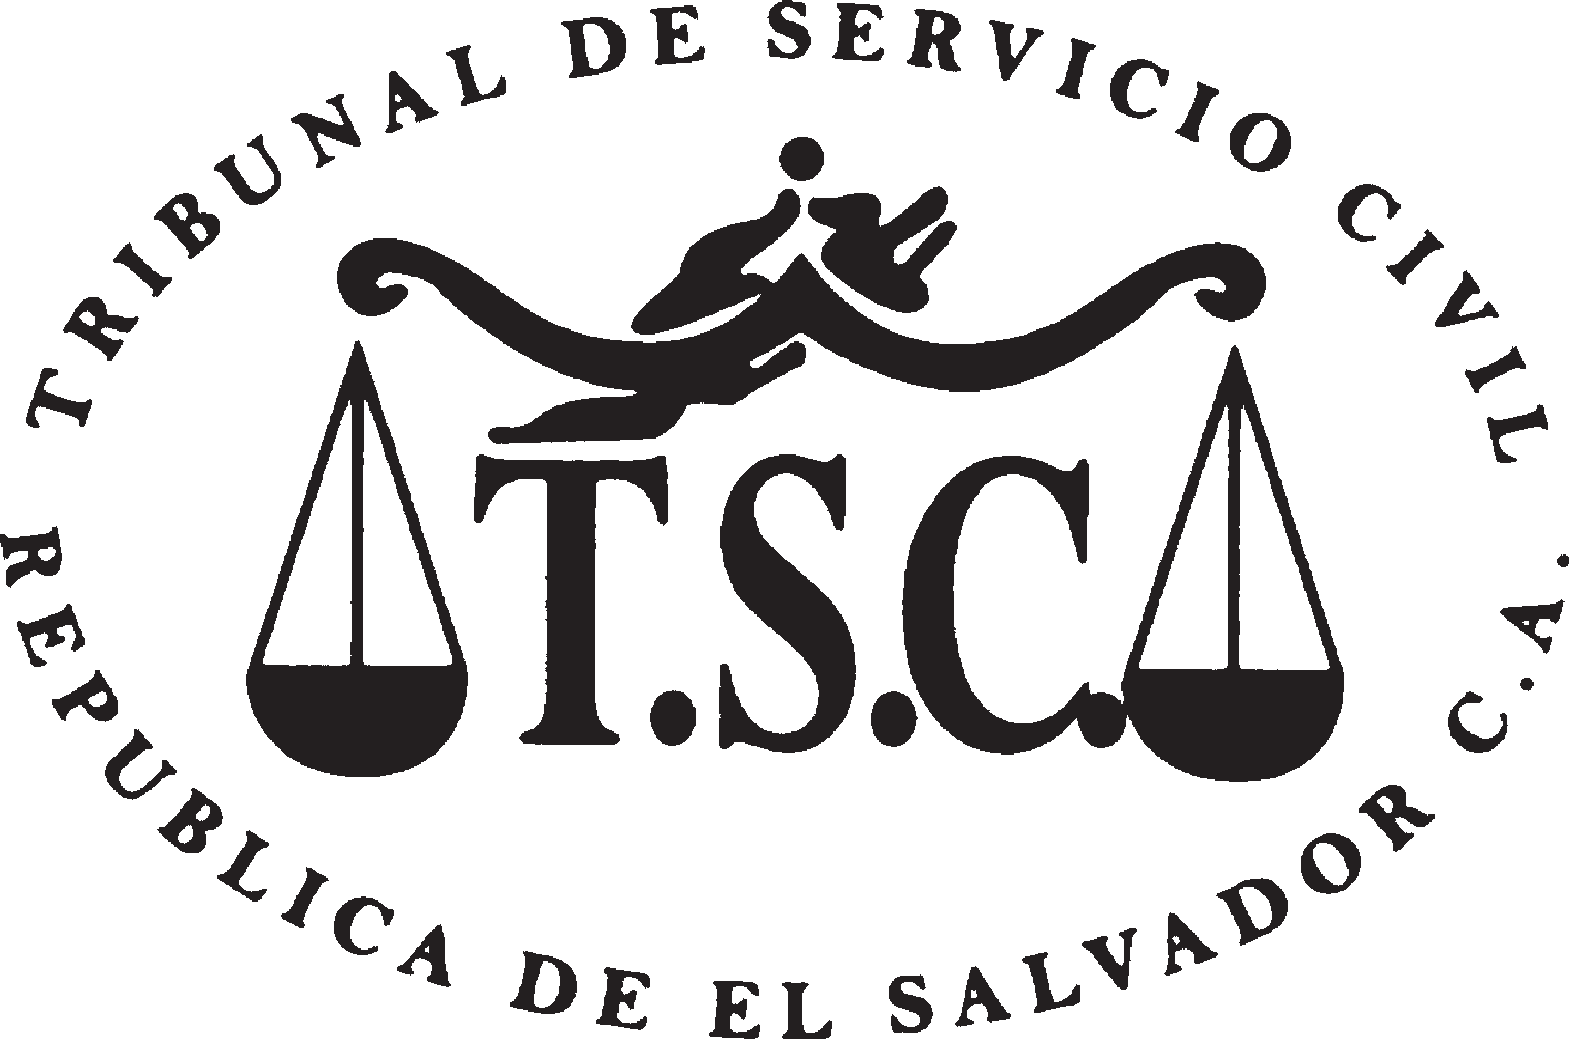 TRIBUNAL DE SERVICIO CIVIL
T.S.C.
REPUBLICA DE EL SALVADOR C.A.